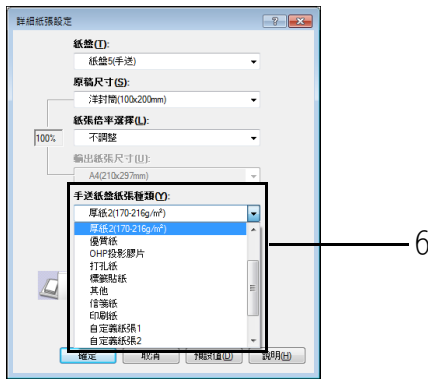 詳細紙張設定
紙盤(T):
紙盤5(手送)
原稿尺寸(S):
洋封筒(100x200mm)
紙張倍率選擇(L):
100%
不調整
輸出紙張尺寸(U):
A4(210x297mm)
手送紙盤紙張種類(Y):
厚紙2(170-216g/m²)
厚紙2(170-216g/m²)
優質紙
OHP投影膠片
打孔紙
標籤貼紙
其他
信箋紙
印刷紙
自定義紙張1
自定義紙張2
6
確定 取消 預設值(D) 說明(H)